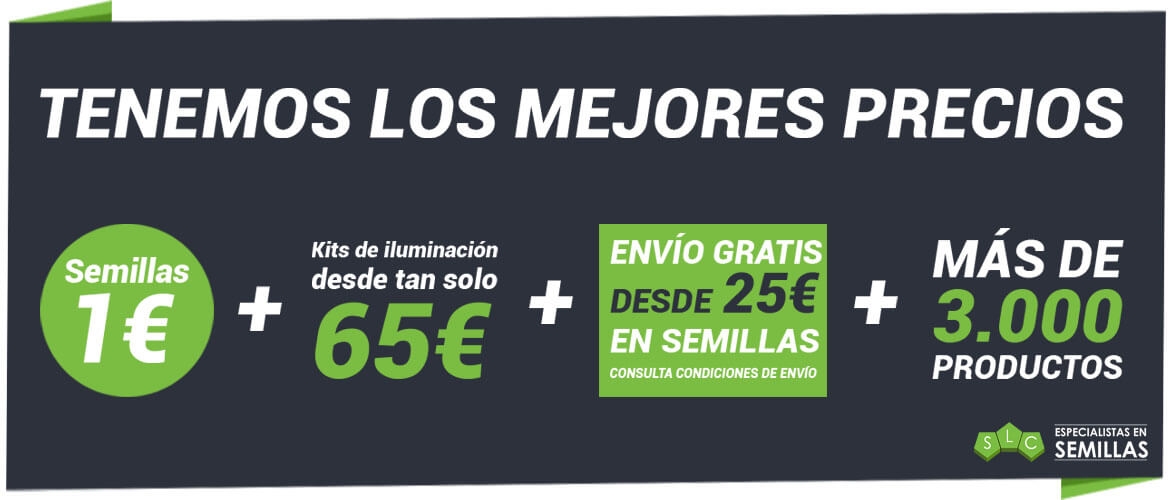 TENEMOS LOS MEJORES PRECIOS
Semillas
1€
+
Kits de iluminación
desde tan solo
65€
+
ENVÍO GRATIS
DESDE 25€
EN SEMILLAS
CONSULTA CONDICIONES DE ENVÍO
+
MÁS DE
3.000
PRODUCTOS
SLC
ESPECIALISTAS EN
SEMILLAS